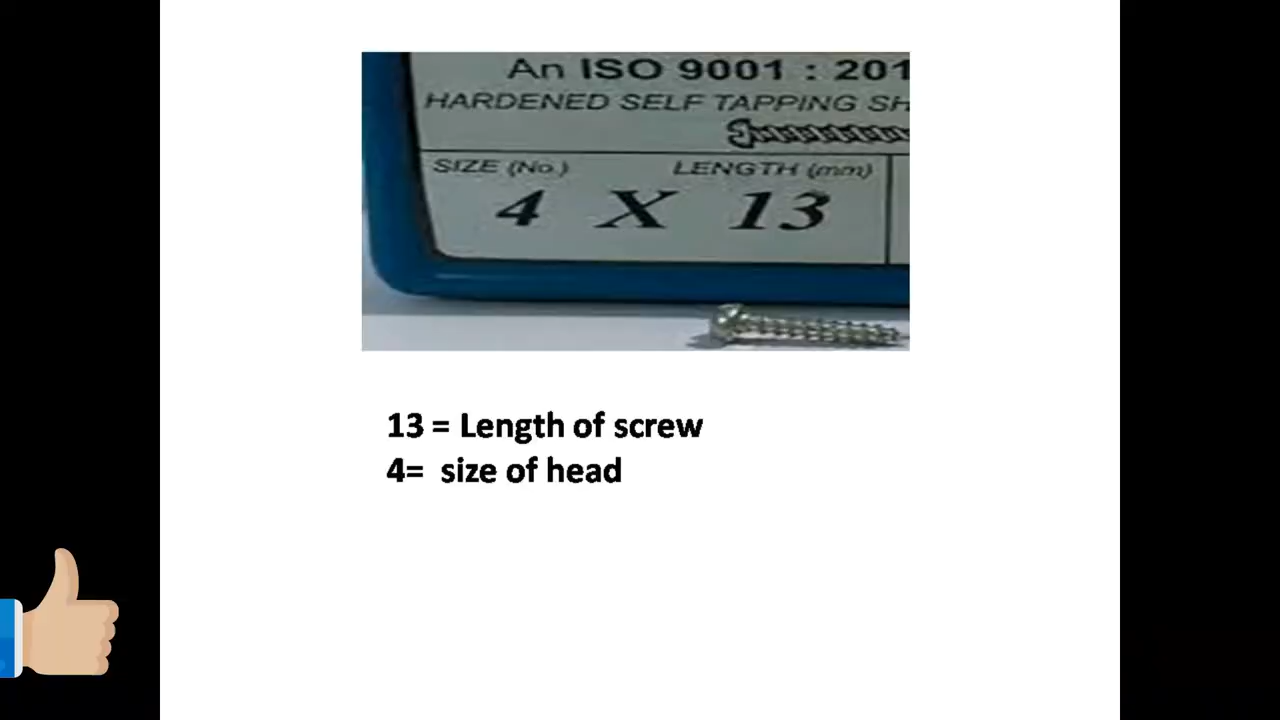 An ISO 9001 : 201
HARDENED SELF TAPPING SH
SIZE (No.) LENGTH (mm)
4 X 13
13 = Length of screw
4= size of head